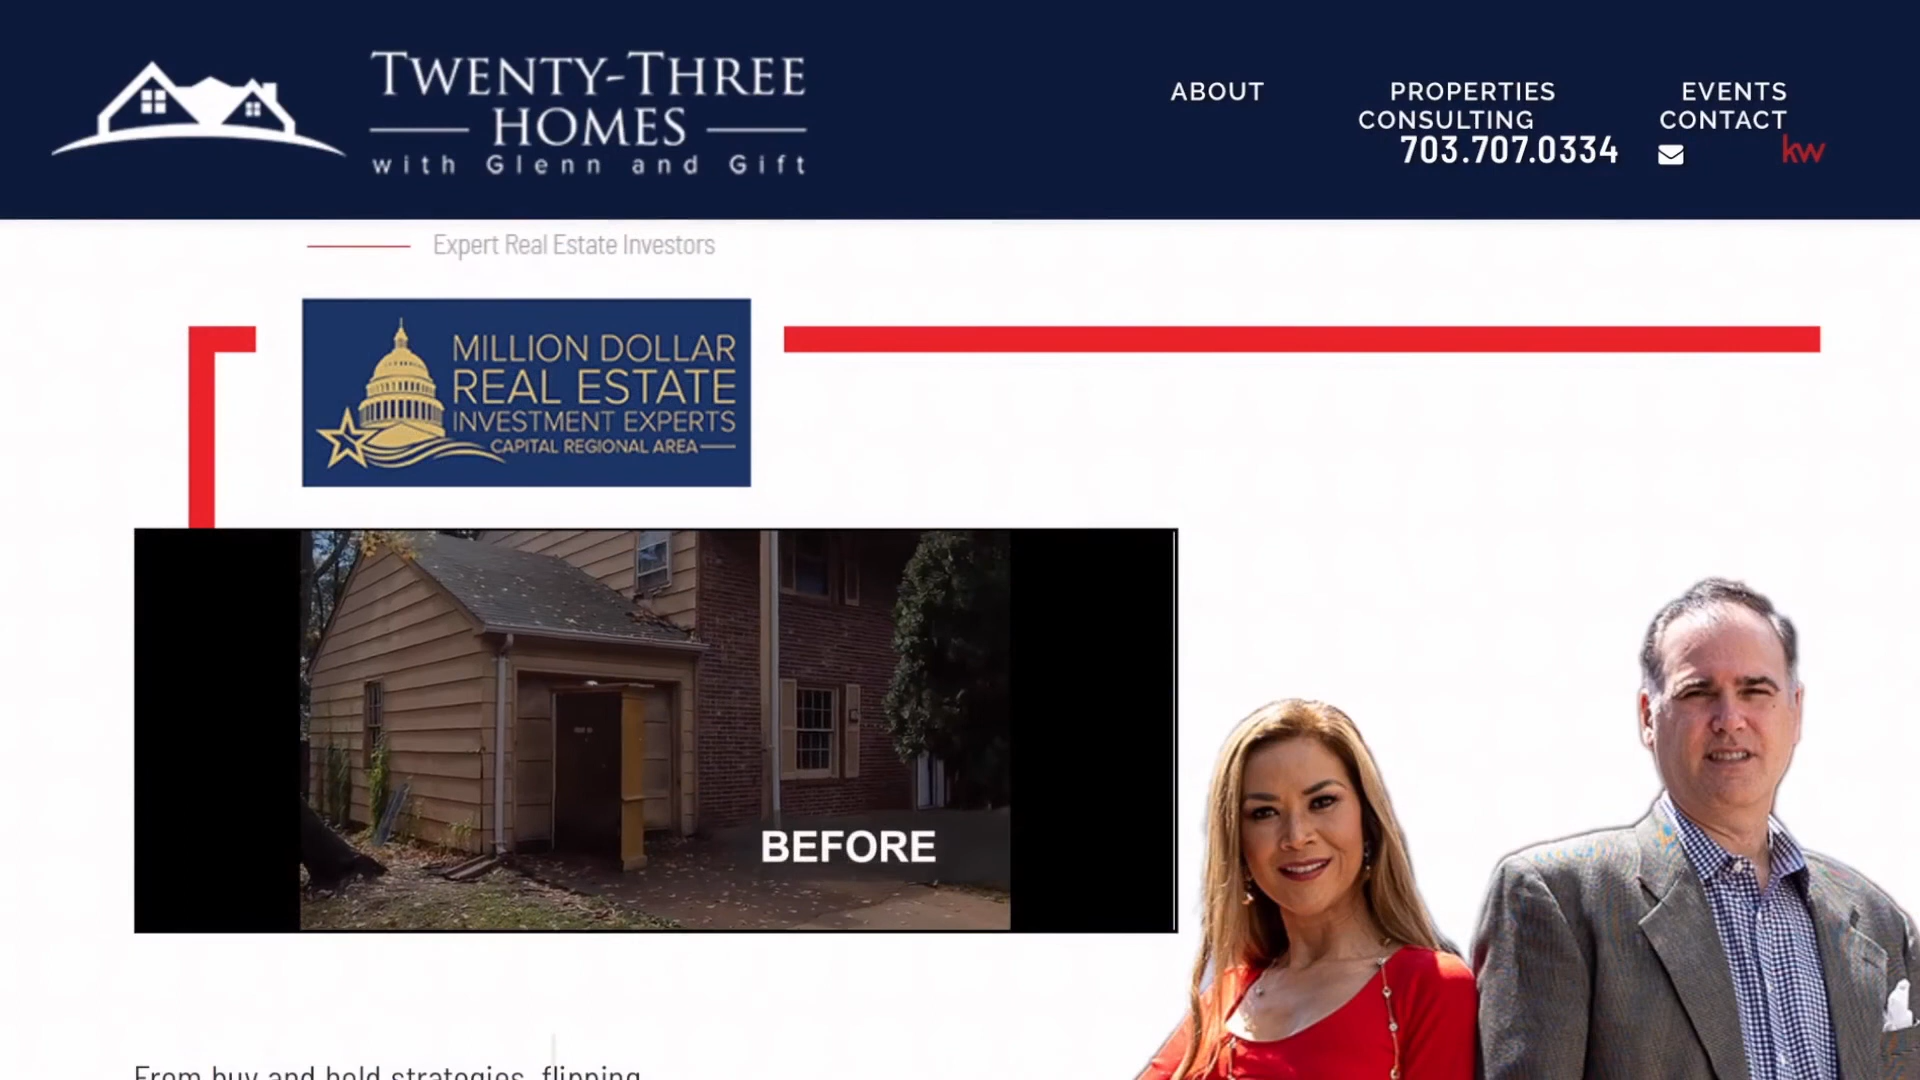 TWENTY-THREE
HOMES
with Glenn and Gift
ABOUT PROPERTIES EVENTS
CONSULTING CONTACT
703.707.0334
kw
Expert Real Estate Investors
MILLION DOLLAR
REAL ESTATE
INVESTMENT EXPERTS
CAPITAL REGIONAL AREA
BEFORE
From buy and hold strategies, flipping